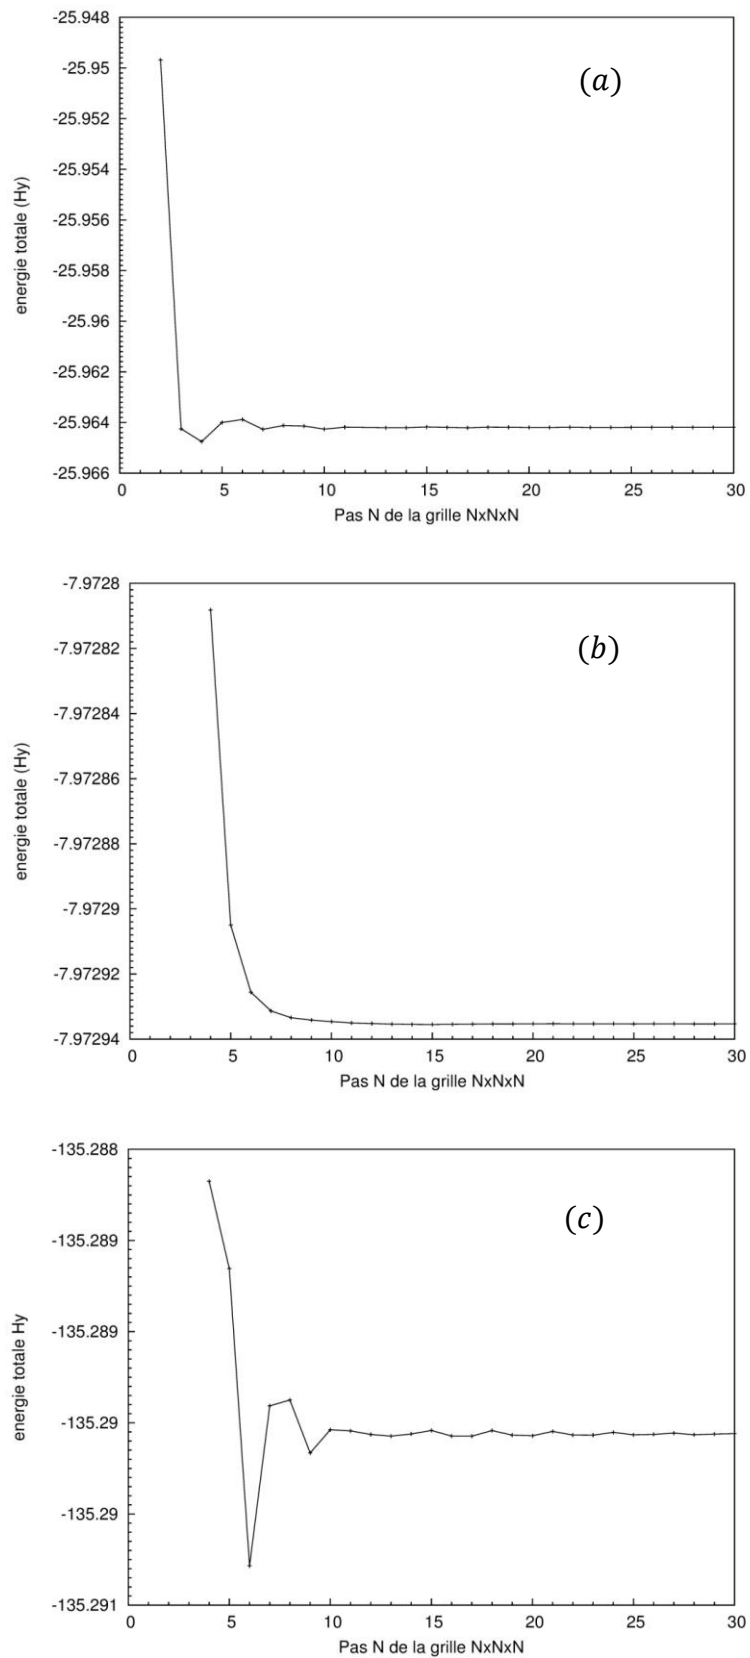 -25.948
-25.95
-25.952
-25.954
-25.956
-25.958
-25.96
-25.962
-25.964
-25.966
energie totale (Hy)
(a)
0 5 10 15 20 25 30
Pas N de la grille NxNxN
-7.9728
-7.97282
-7.97284
-7.97286
-7.97288
-7.9729
-7.97292
-7.97294
energie totale (Hy)
(b)
0 5 10 15 20 25 30
Pas N de la grille NxNxN
-135.288
-135.289
-135.289
-135.29
-135.29
-135.291
energie totale Hy
(c)
0 5 10 15 20 25 30
Pas N de la grille NxNxN